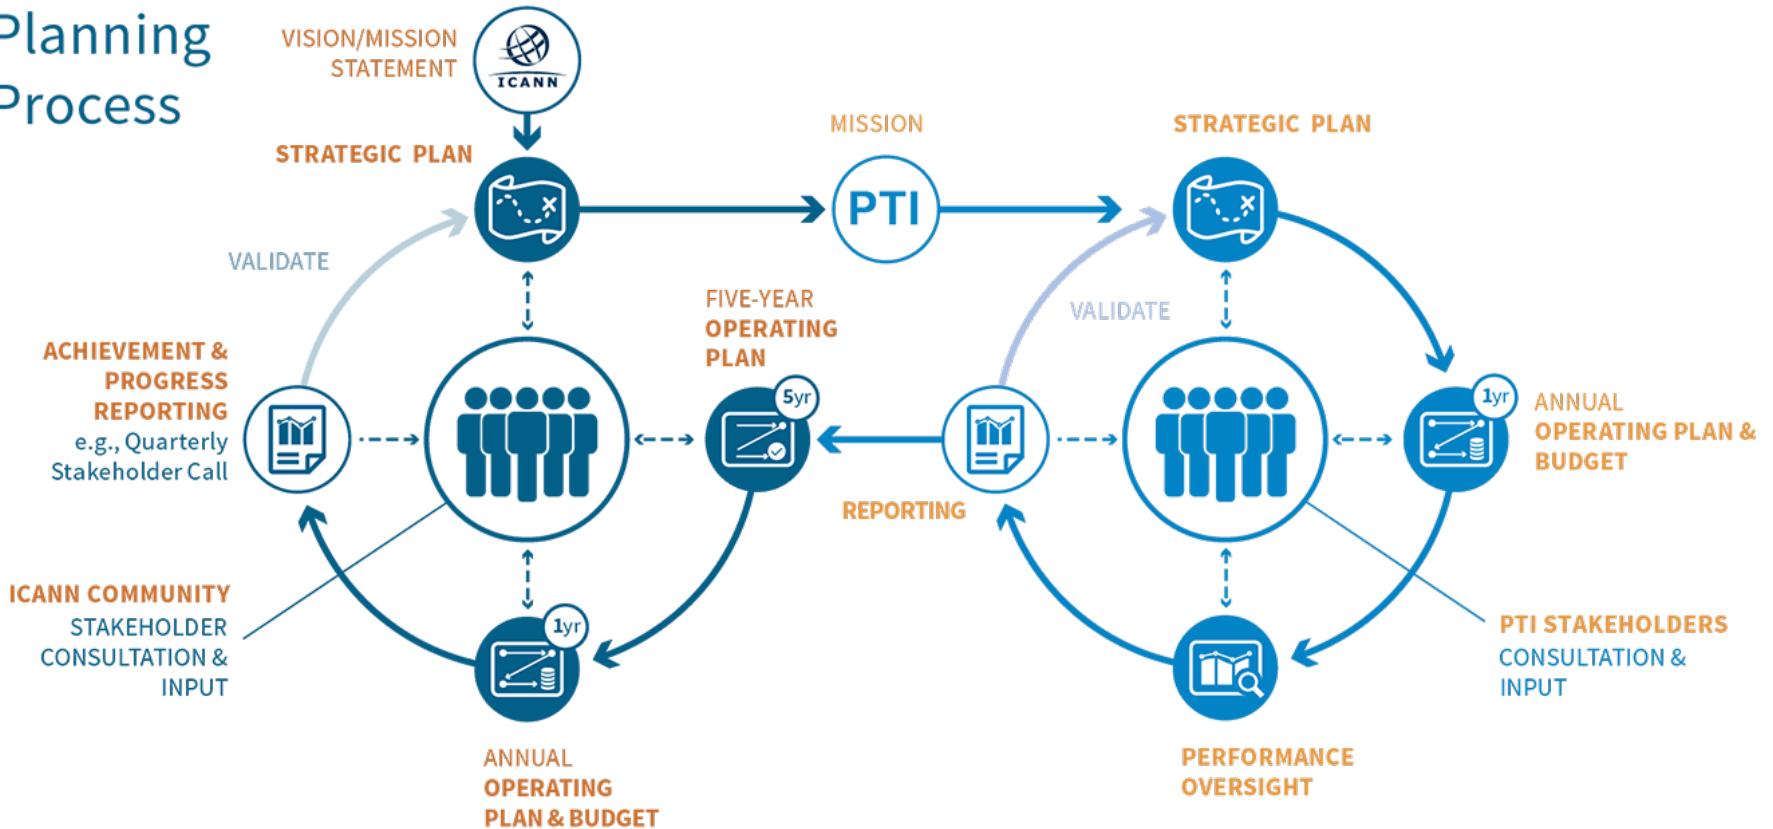 Planning
Process
VISION/MISSION
STATEMENT
ICANN
STRATEGIC PLAN
MISSION
PTI
STRATEGIC PLAN
VALIDATE
VALIDATE
FIVE-YEAR
OPERATING
PLAN
5yr
ACHIEVEMENT &
PROGRESS
REPORTING
e.g., Quarterly
Stakeholder Call
REPORTING
1yr
ANNUAL
OPERATING PLAN &
BUDGET
ICANN COMMUNITY
STAKEHOLDER
CONSULTATION &
INPUT
1yr
ANNUAL
OPERATING
PLAN & BUDGET
PTI STAKEHOLDERS
CONSULTATION &
INPUT
PERFORMANCE
OVERSIGHT